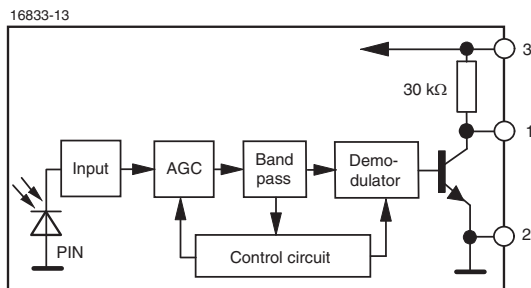 16833-13
3
30 kΩ
1
Input
AGC
Band
pass
Demo-
dulator
2
PIN
Control circuit